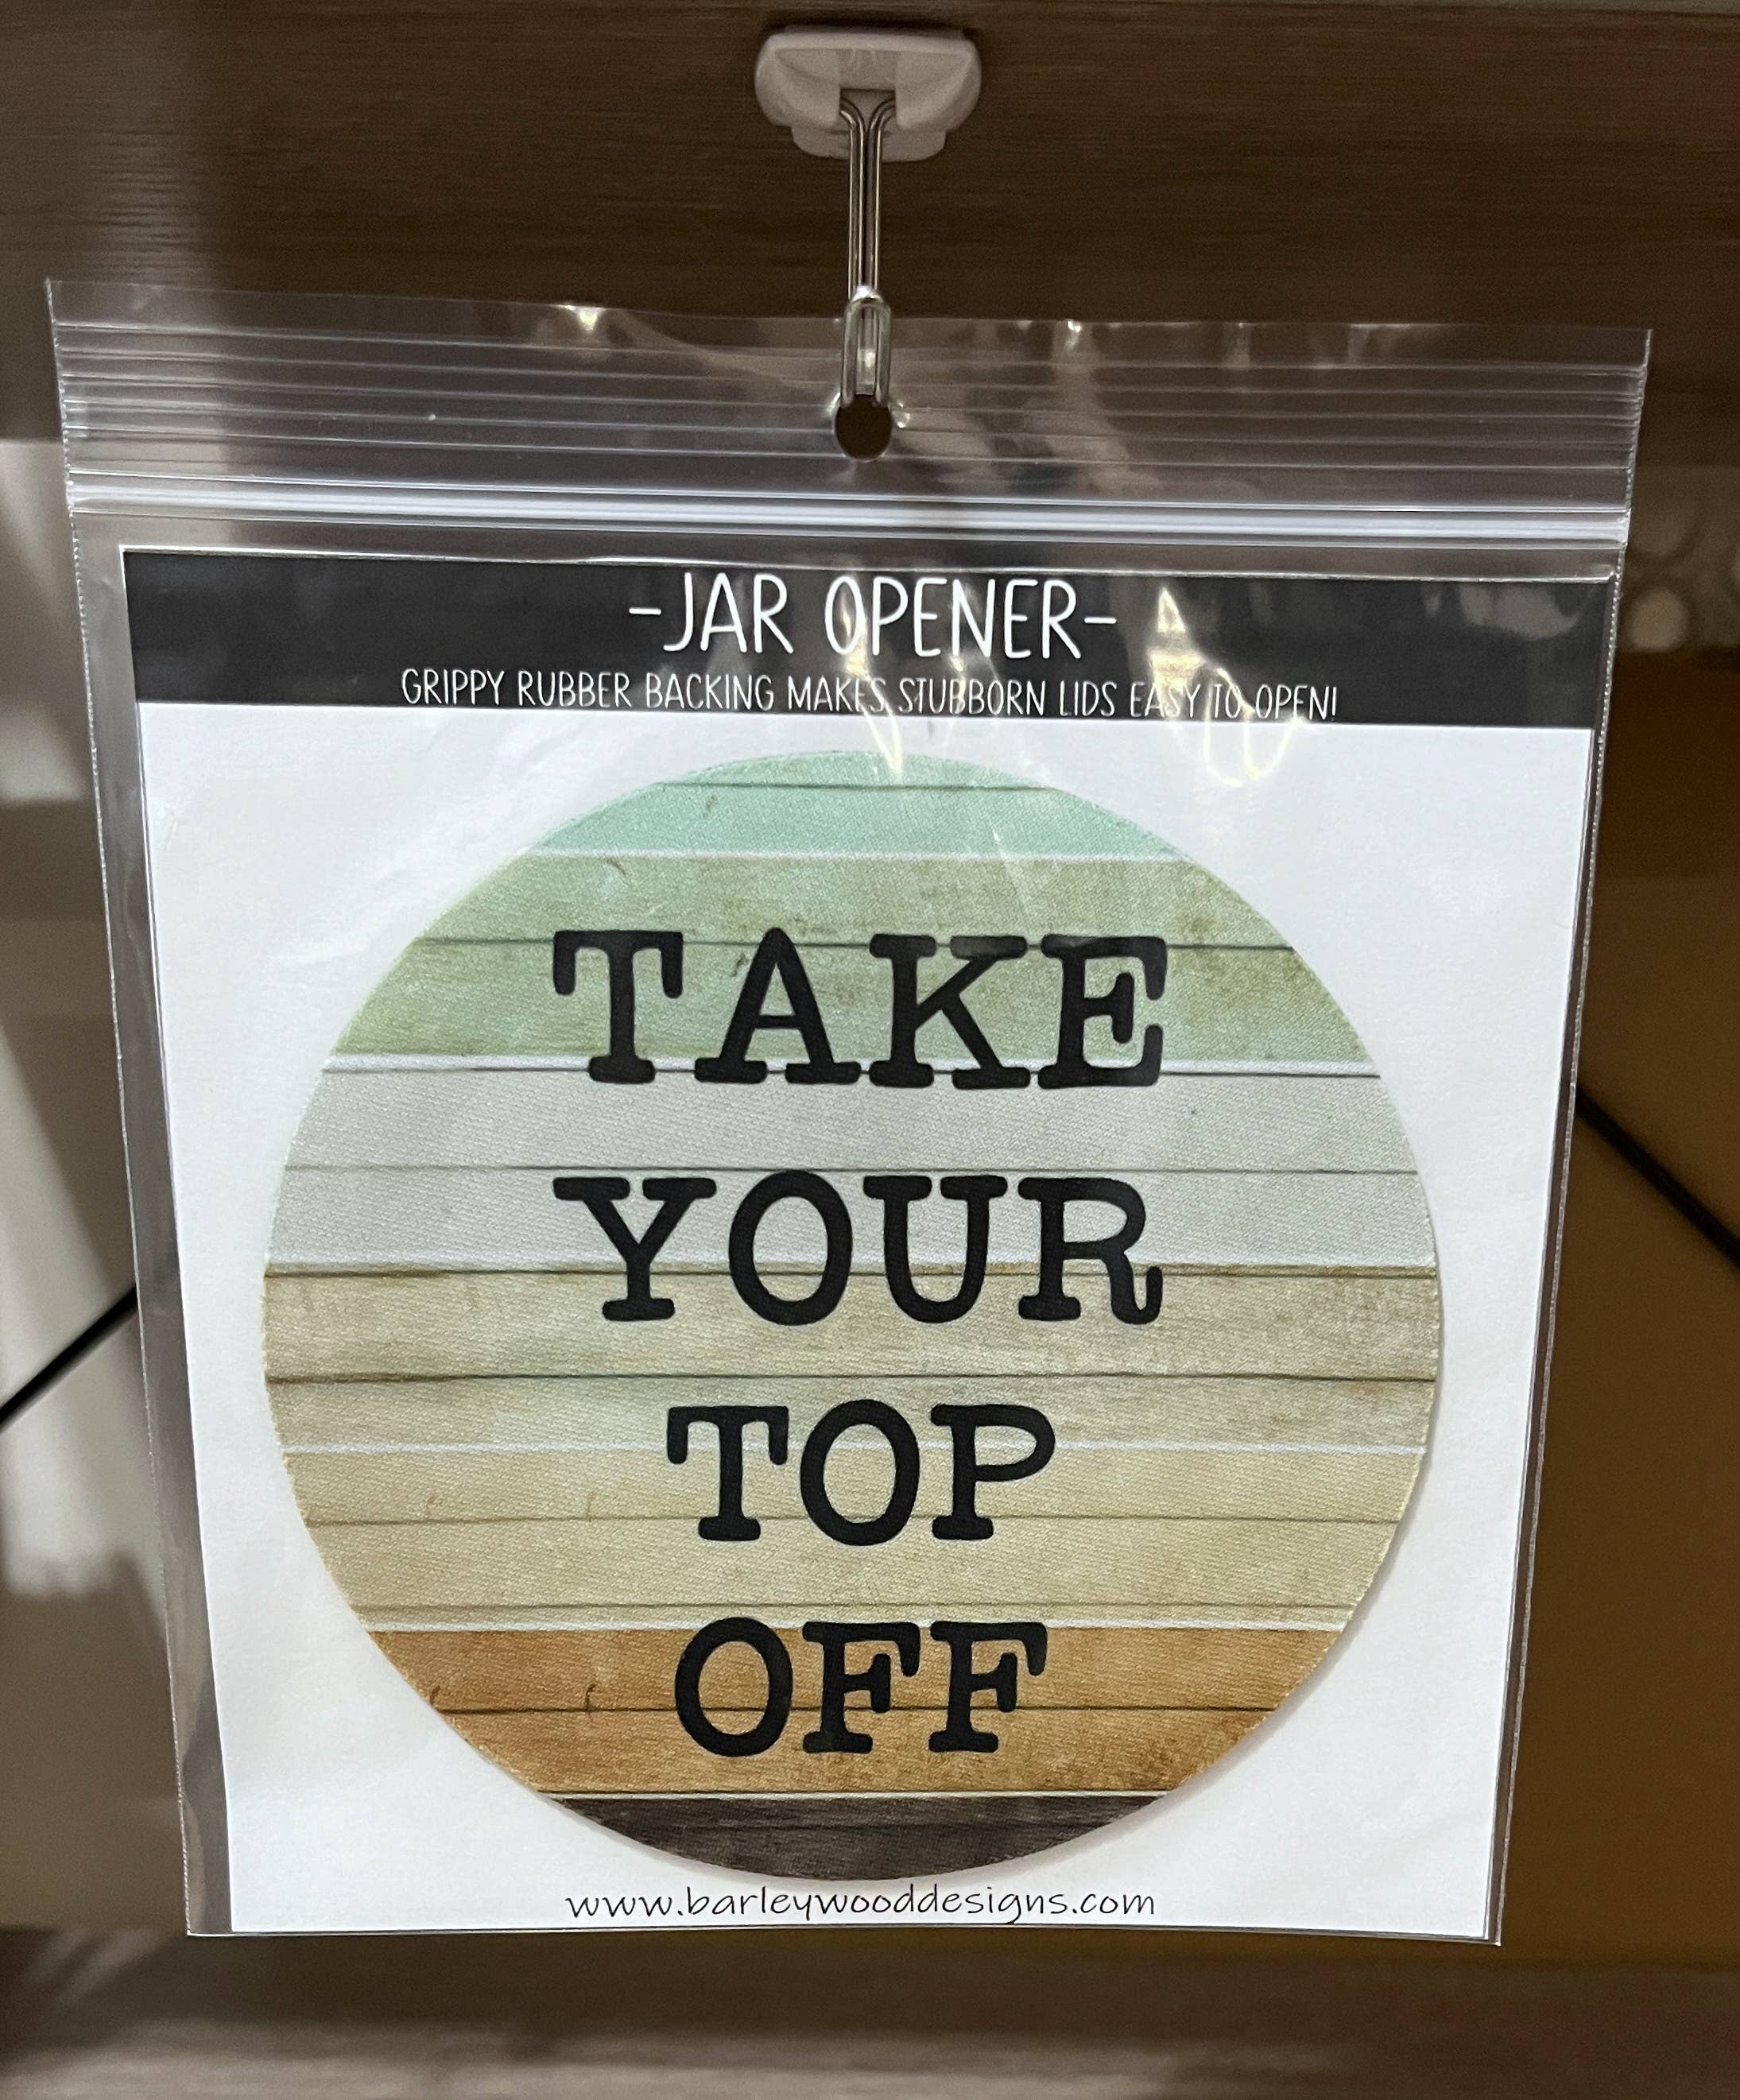 -JAR OPENER-
GRIPPY RUBBER BACKING MAKES STUBBORN LIDS EASY TO OPEN!
TAKE
YOUR
TOP
OFF
www.barleywooddesigns.com